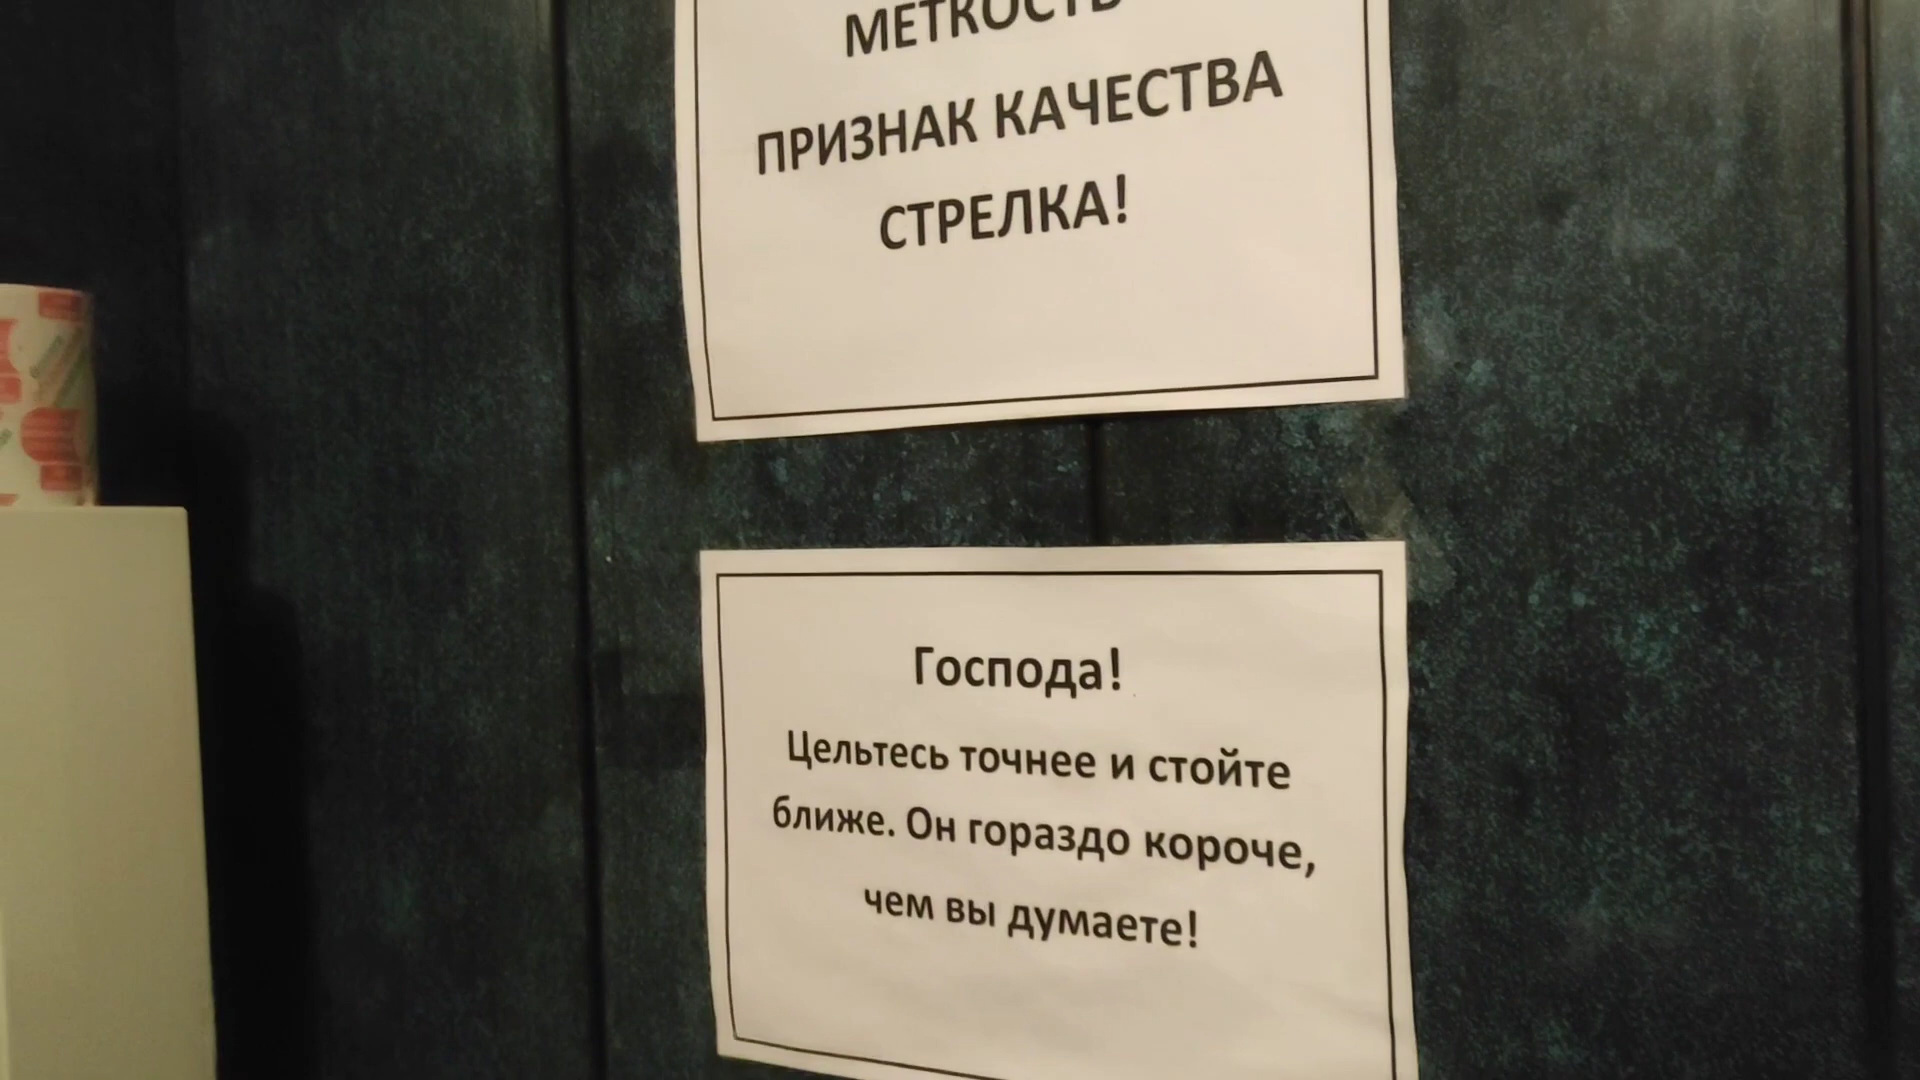 МЕТКОСТЬ
ПРИЗНАК КАЧЕСТВА
СТРЕЛКА!
Господа!
Цельтесь точнее и стойте
ближе. Он гораздо короче,
чем вы думаете!